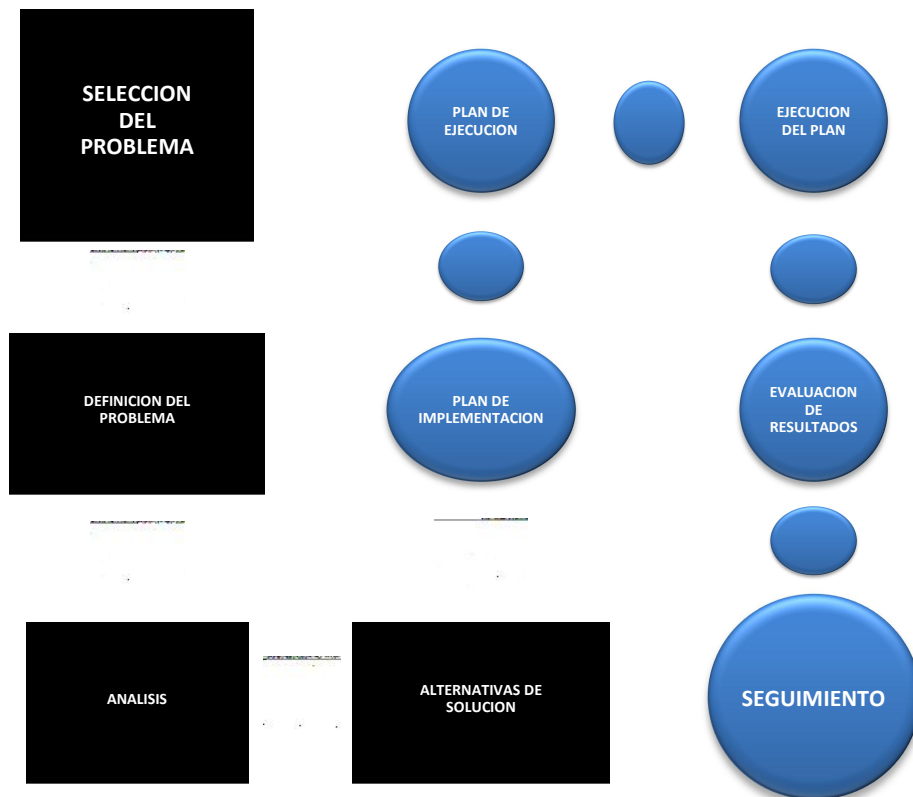 SELECCION
DEL
PROBLEMA
DEFINICION DEL
PROBLEMA
ANALISIS
ALTERNATIVAS DE
SOLUCION
PLAN DE
IMPLEMENTACION
PLAN DE
EJECUCION
EJECUCION
DEL PLAN
EVALUACION
DE
RESULTADOS
SEGUIMIENTO